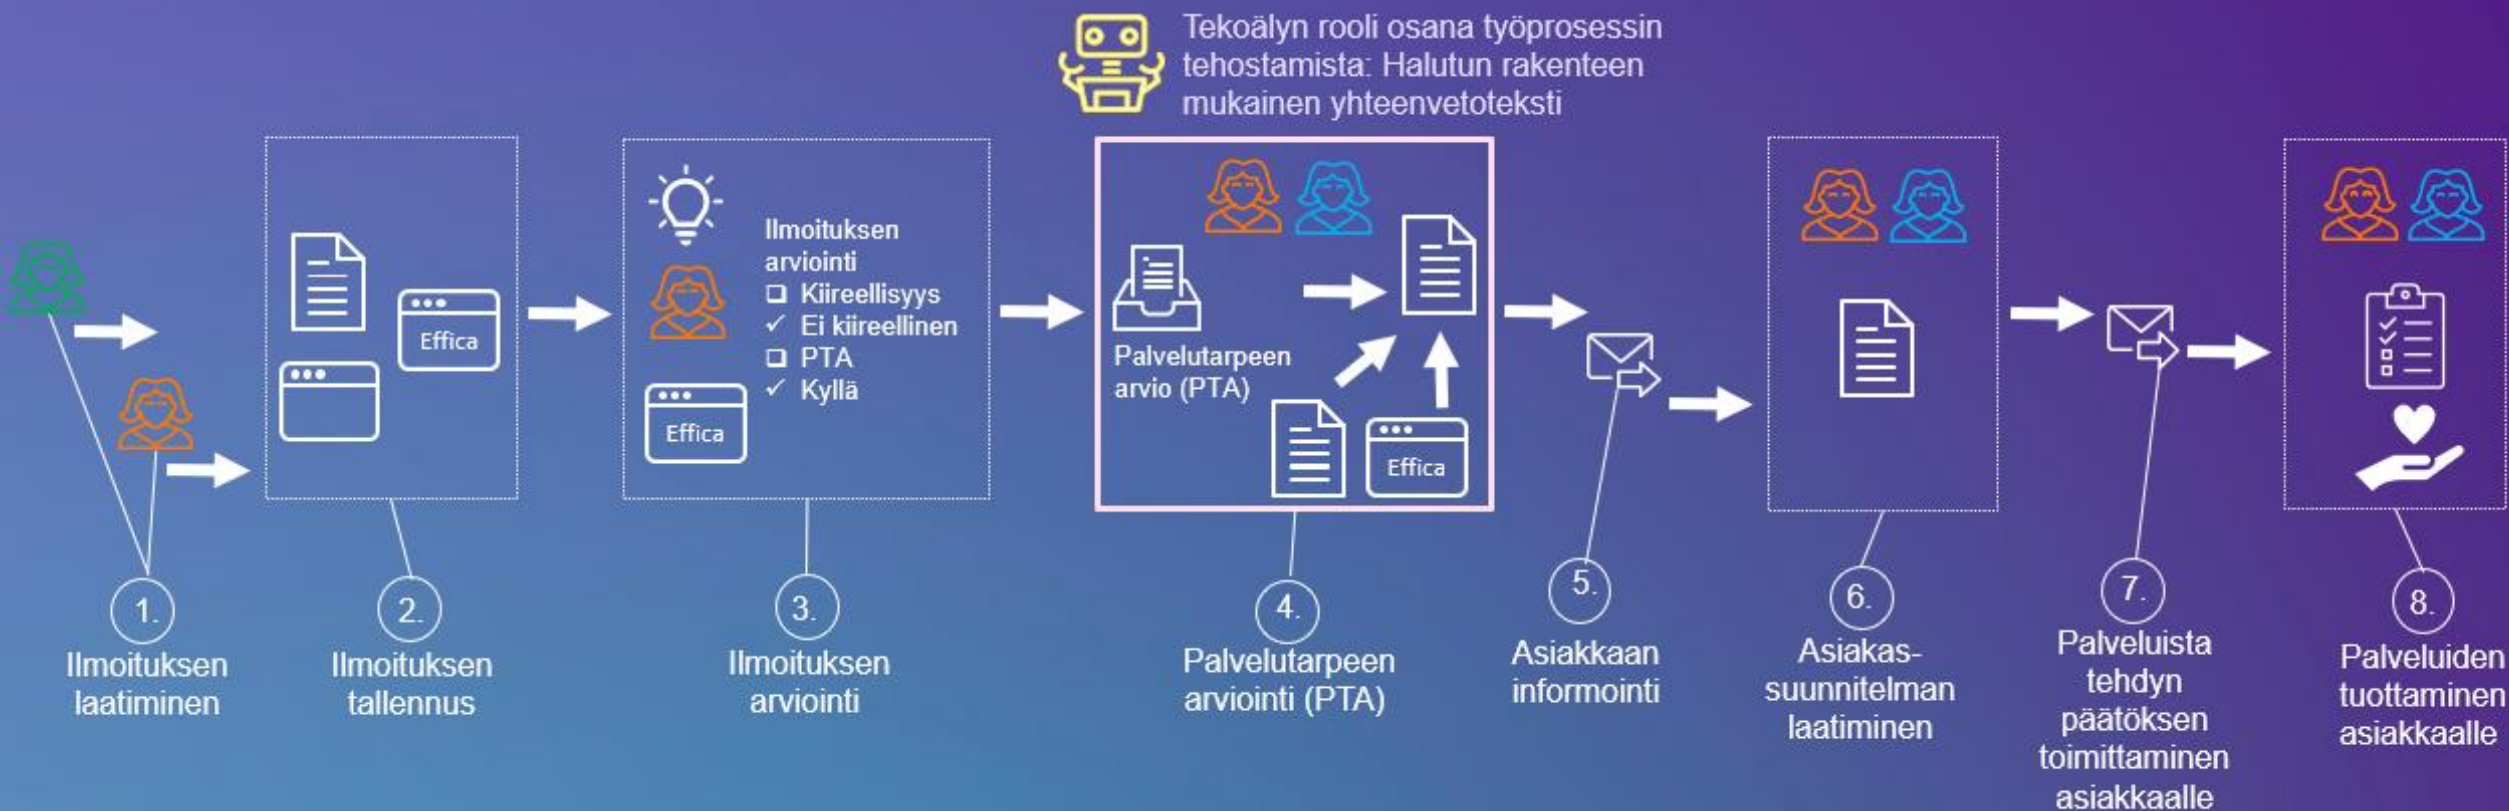 Tekoälyn rooli osana työprosessin
tehostamista: Halutun rakenteen
mukainen yhteenvetoteksti
Effica
Ilmoituksen
arviointi
❑ Kiireellisyys
✓ Ei kiireellinen
❑ PTA
✓ Kyllä
Effica
Palvelutarpeen
arvio (PTA)
Effica
1.
Ilmoituksen
laatiminen
2.
Ilmoituksen
tallennus
3.
Ilmoituksen
arviointi
4.
Palvelutarpeen
arviointi (PTA)
5.
Asiakkaan
informointi
6.
Asiakas-
suunnitelman
laatiminen
7.
Palveluista
tehdyn
päätöksen
toimittaminen
asiakkaalle
8.
Palveluiden
tuottaminen
asiakkaalle